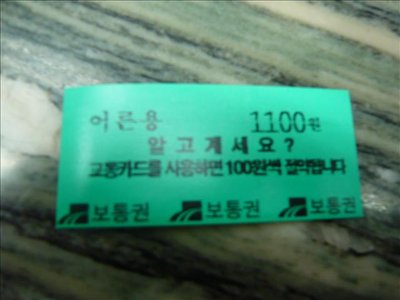 어른용 1100원
알고계세요?
교통카드를 사용하면 100원씩 절약됩니다
보통권 보통권 보통권